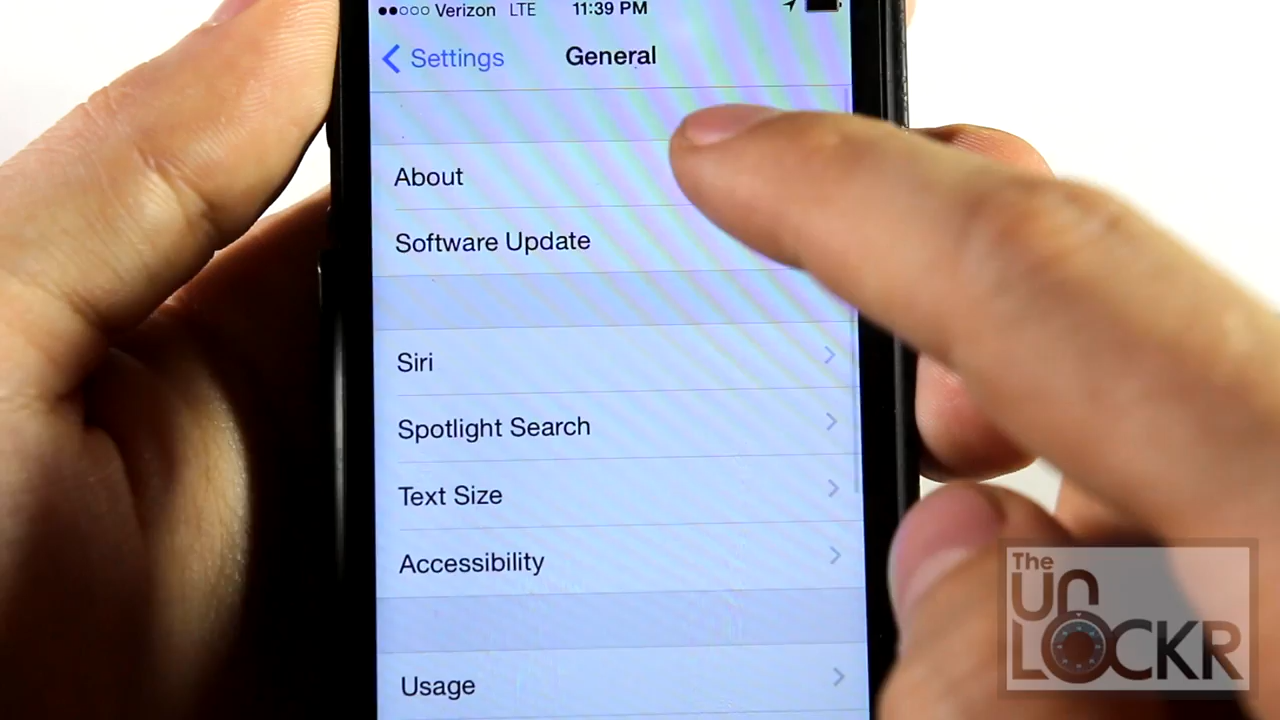 Verizon LTE 11:39 PM
Settings General
About
Software Update
Siri
Spotlight Search
Text Size
Accessibility
Usage
The
UN
LOCKR